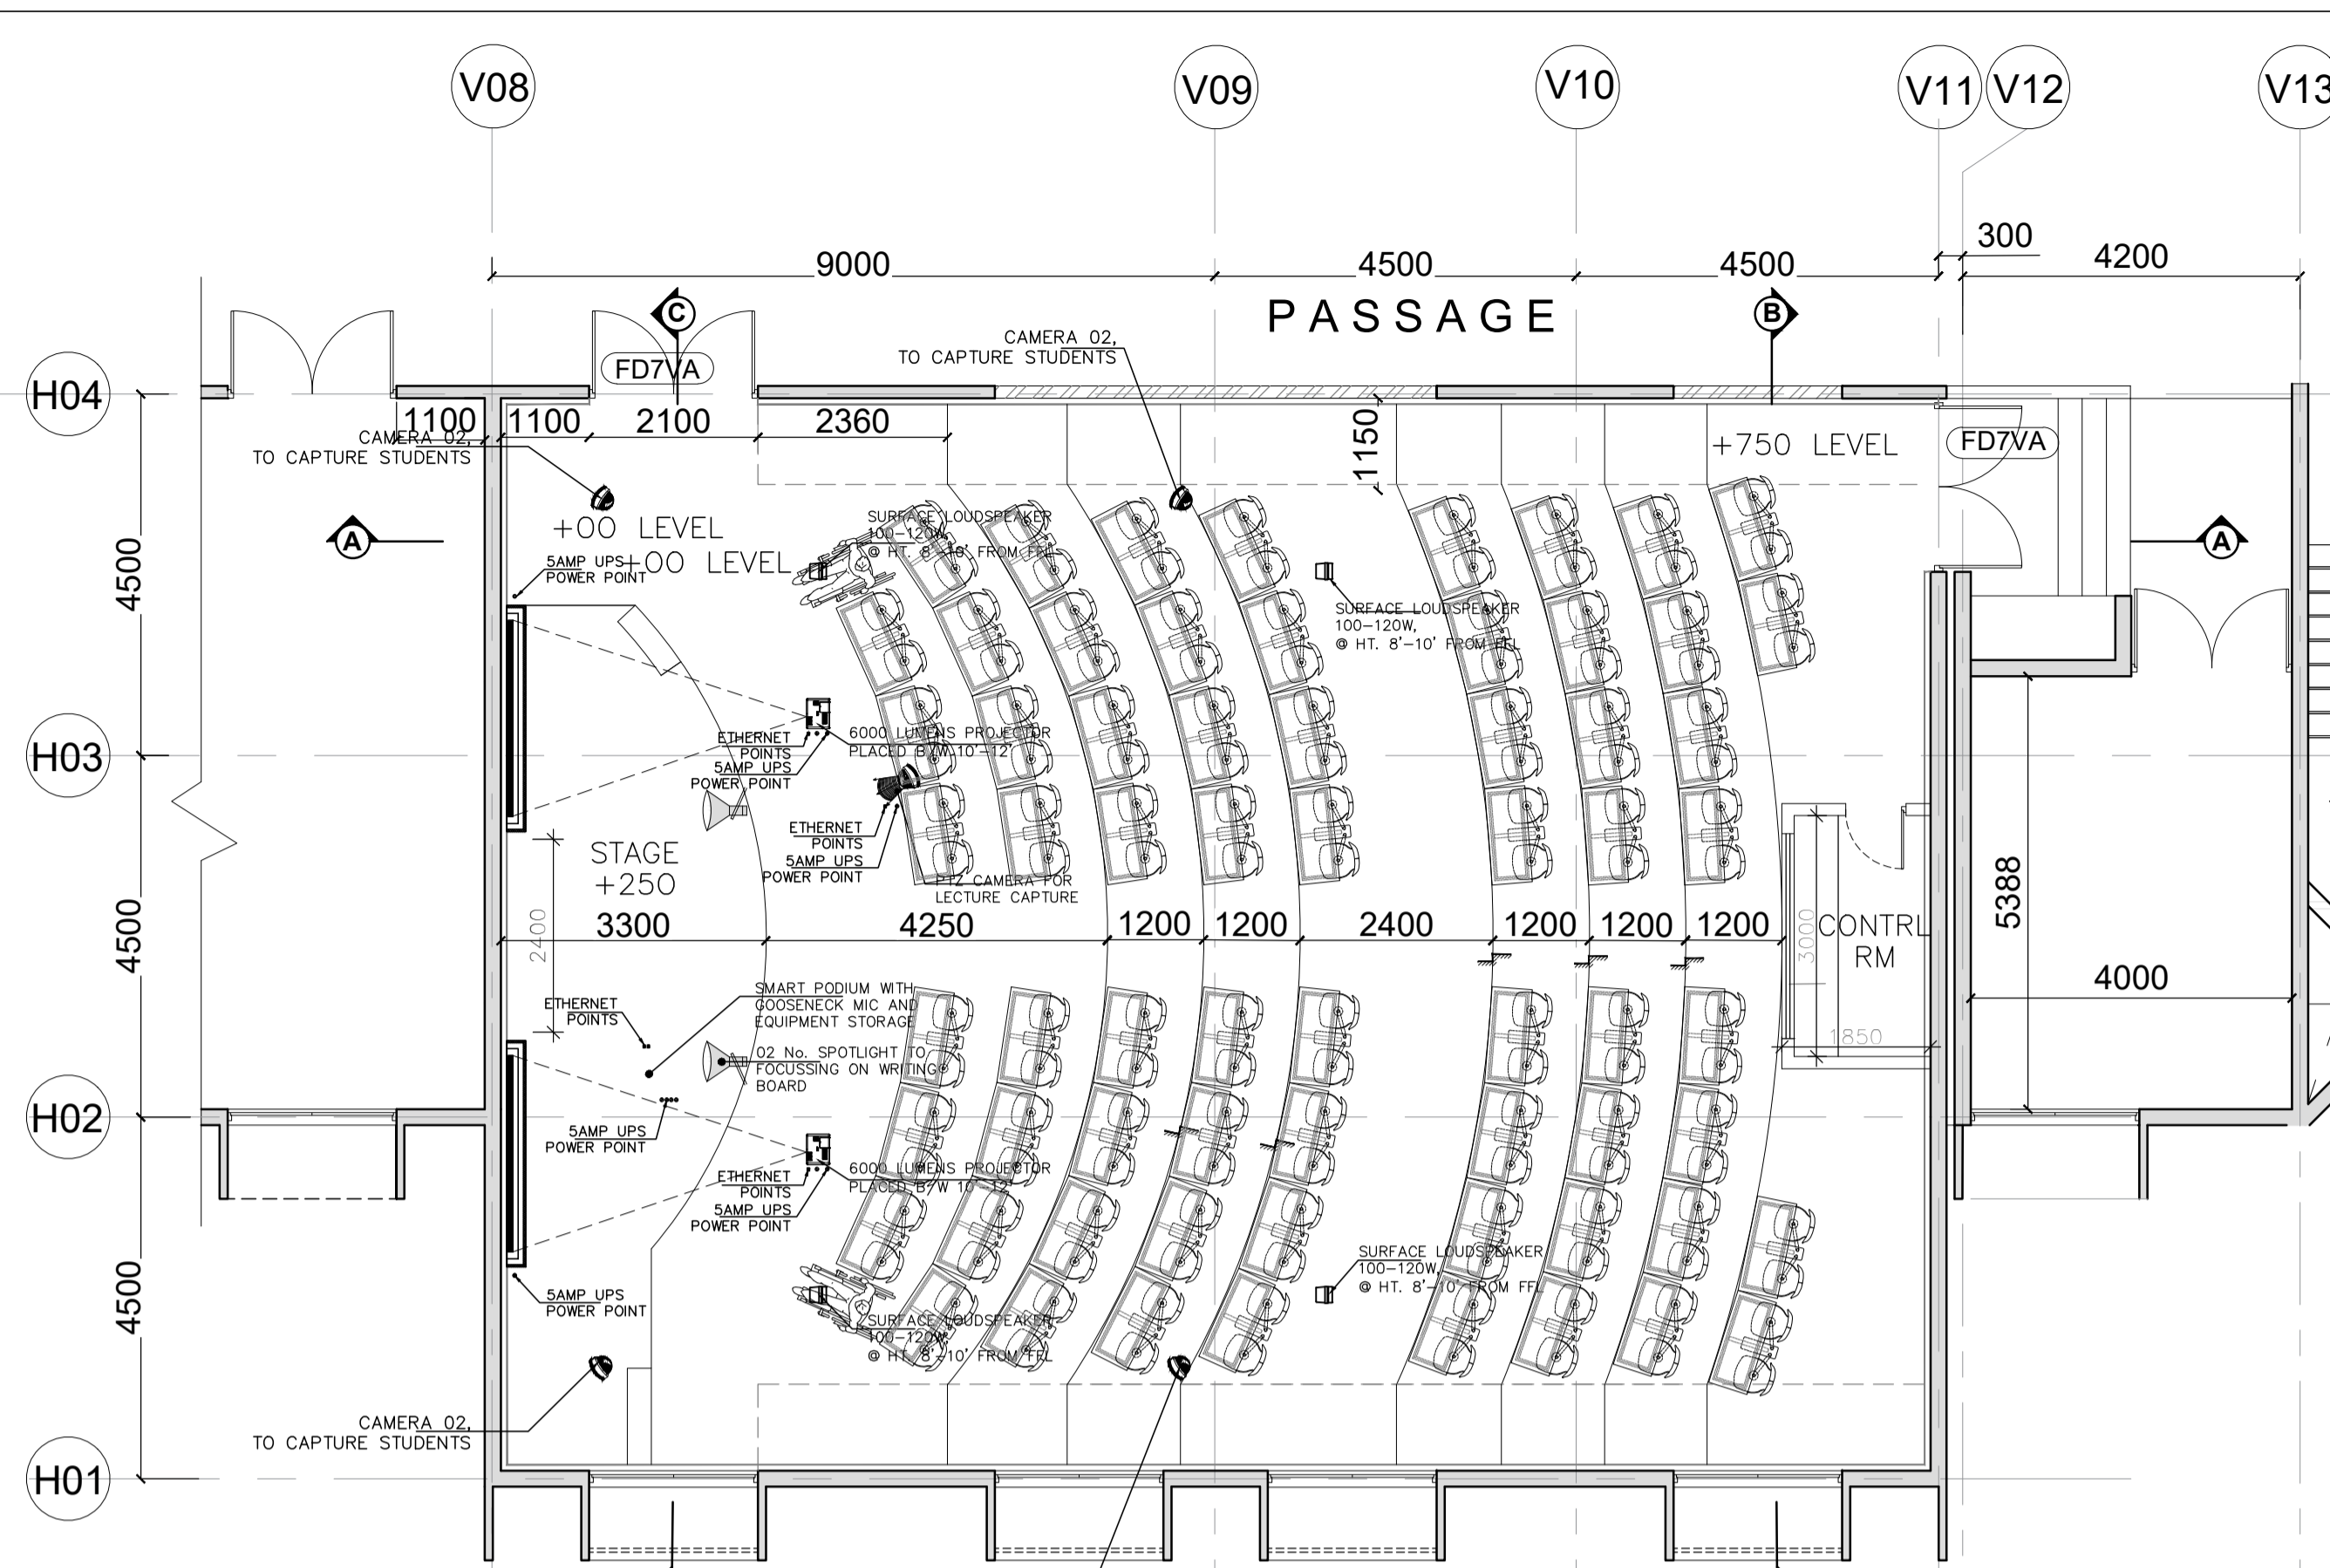 V08
V09
V10
V11
V12
V13
300
9000
4500
4500
4200
PASSAGE
C
B
CAMERA 02,
TO CAPTURE STUDENTS
FD7VA
H04
1100
1100
2100
2360
1150
+750 LEVEL
FD7VA
CAMERA 02,
TO CAPTURE STUDENTS
A
+00 LEVEL
+00 LEVEL
5AMP UPS
POWER POINT
SURFACE LOUDSPEAKER
100-120W,
@ HT. 8'-10' FROM FFL
A
4500
SURFACE LOUDSPEAKER
100-120W,
@ HT. 8'-10' FROM FFL
H03
ETHERNET
POINTS
5AMP UPS
POWER POINT
6000 LUMENS PROJECTOR
PLACED B/W 10'-12'
ETHERNET
POINTS
5AMP UPS
POWER POINT
PTZ CAMERA FOR
LECTURE CAPTURE
STAGE
+250
4500
2400
3300
4250
1200
1200
2400
1200
1200
1200
3000
CONTRL
RM
5388
4000
1850
SMART PODIUM WITH
GOOSENECK MIC AND
EQUIPMENT STORAGE
ETHERNET
POINTS
02 No. SPOTLIGHT TO
FOCUSSING ON WRITING
BOARD
H02
5AMP UPS
POWER POINT
ETHERNET
POINTS
5AMP UPS
POWER POINT
6000 LUMENS PROJECTOR
PLACED B/W 10'-12'
4500
5AMP UPS
POWER POINT
SURFACE LOUDSPEAKER
100-120W,
@ HT. 8'-10' FROM FFL
SURFACE LOUDSPEAKER
100-120W,
@ HT. 8'-10' FROM FFL
CAMERA 02,
TO CAPTURE STUDENTS
H01